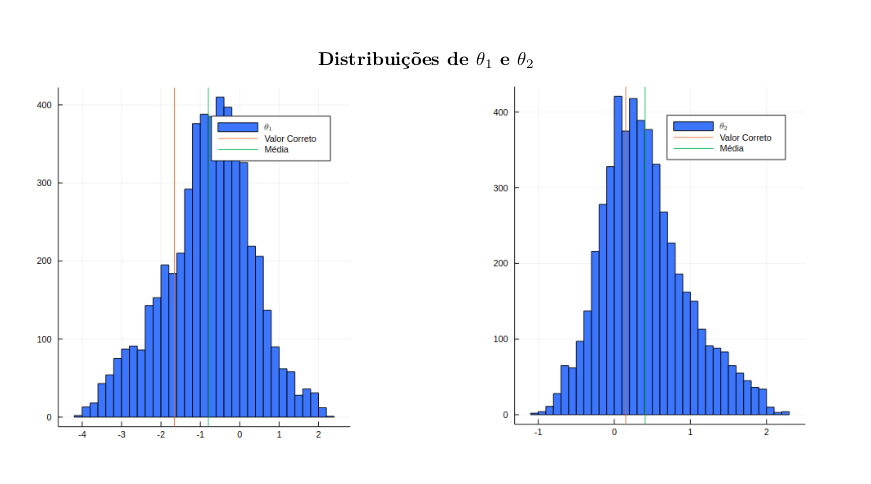 Distribuições de θ₁ e θ₂
400
300
200
100
0
-4 -3 -2 -1 0 1 2
θ₁
Valor Correto
Média
400
300
200
100
0
-1 0 1 2
θ₂
Valor Correto
Média